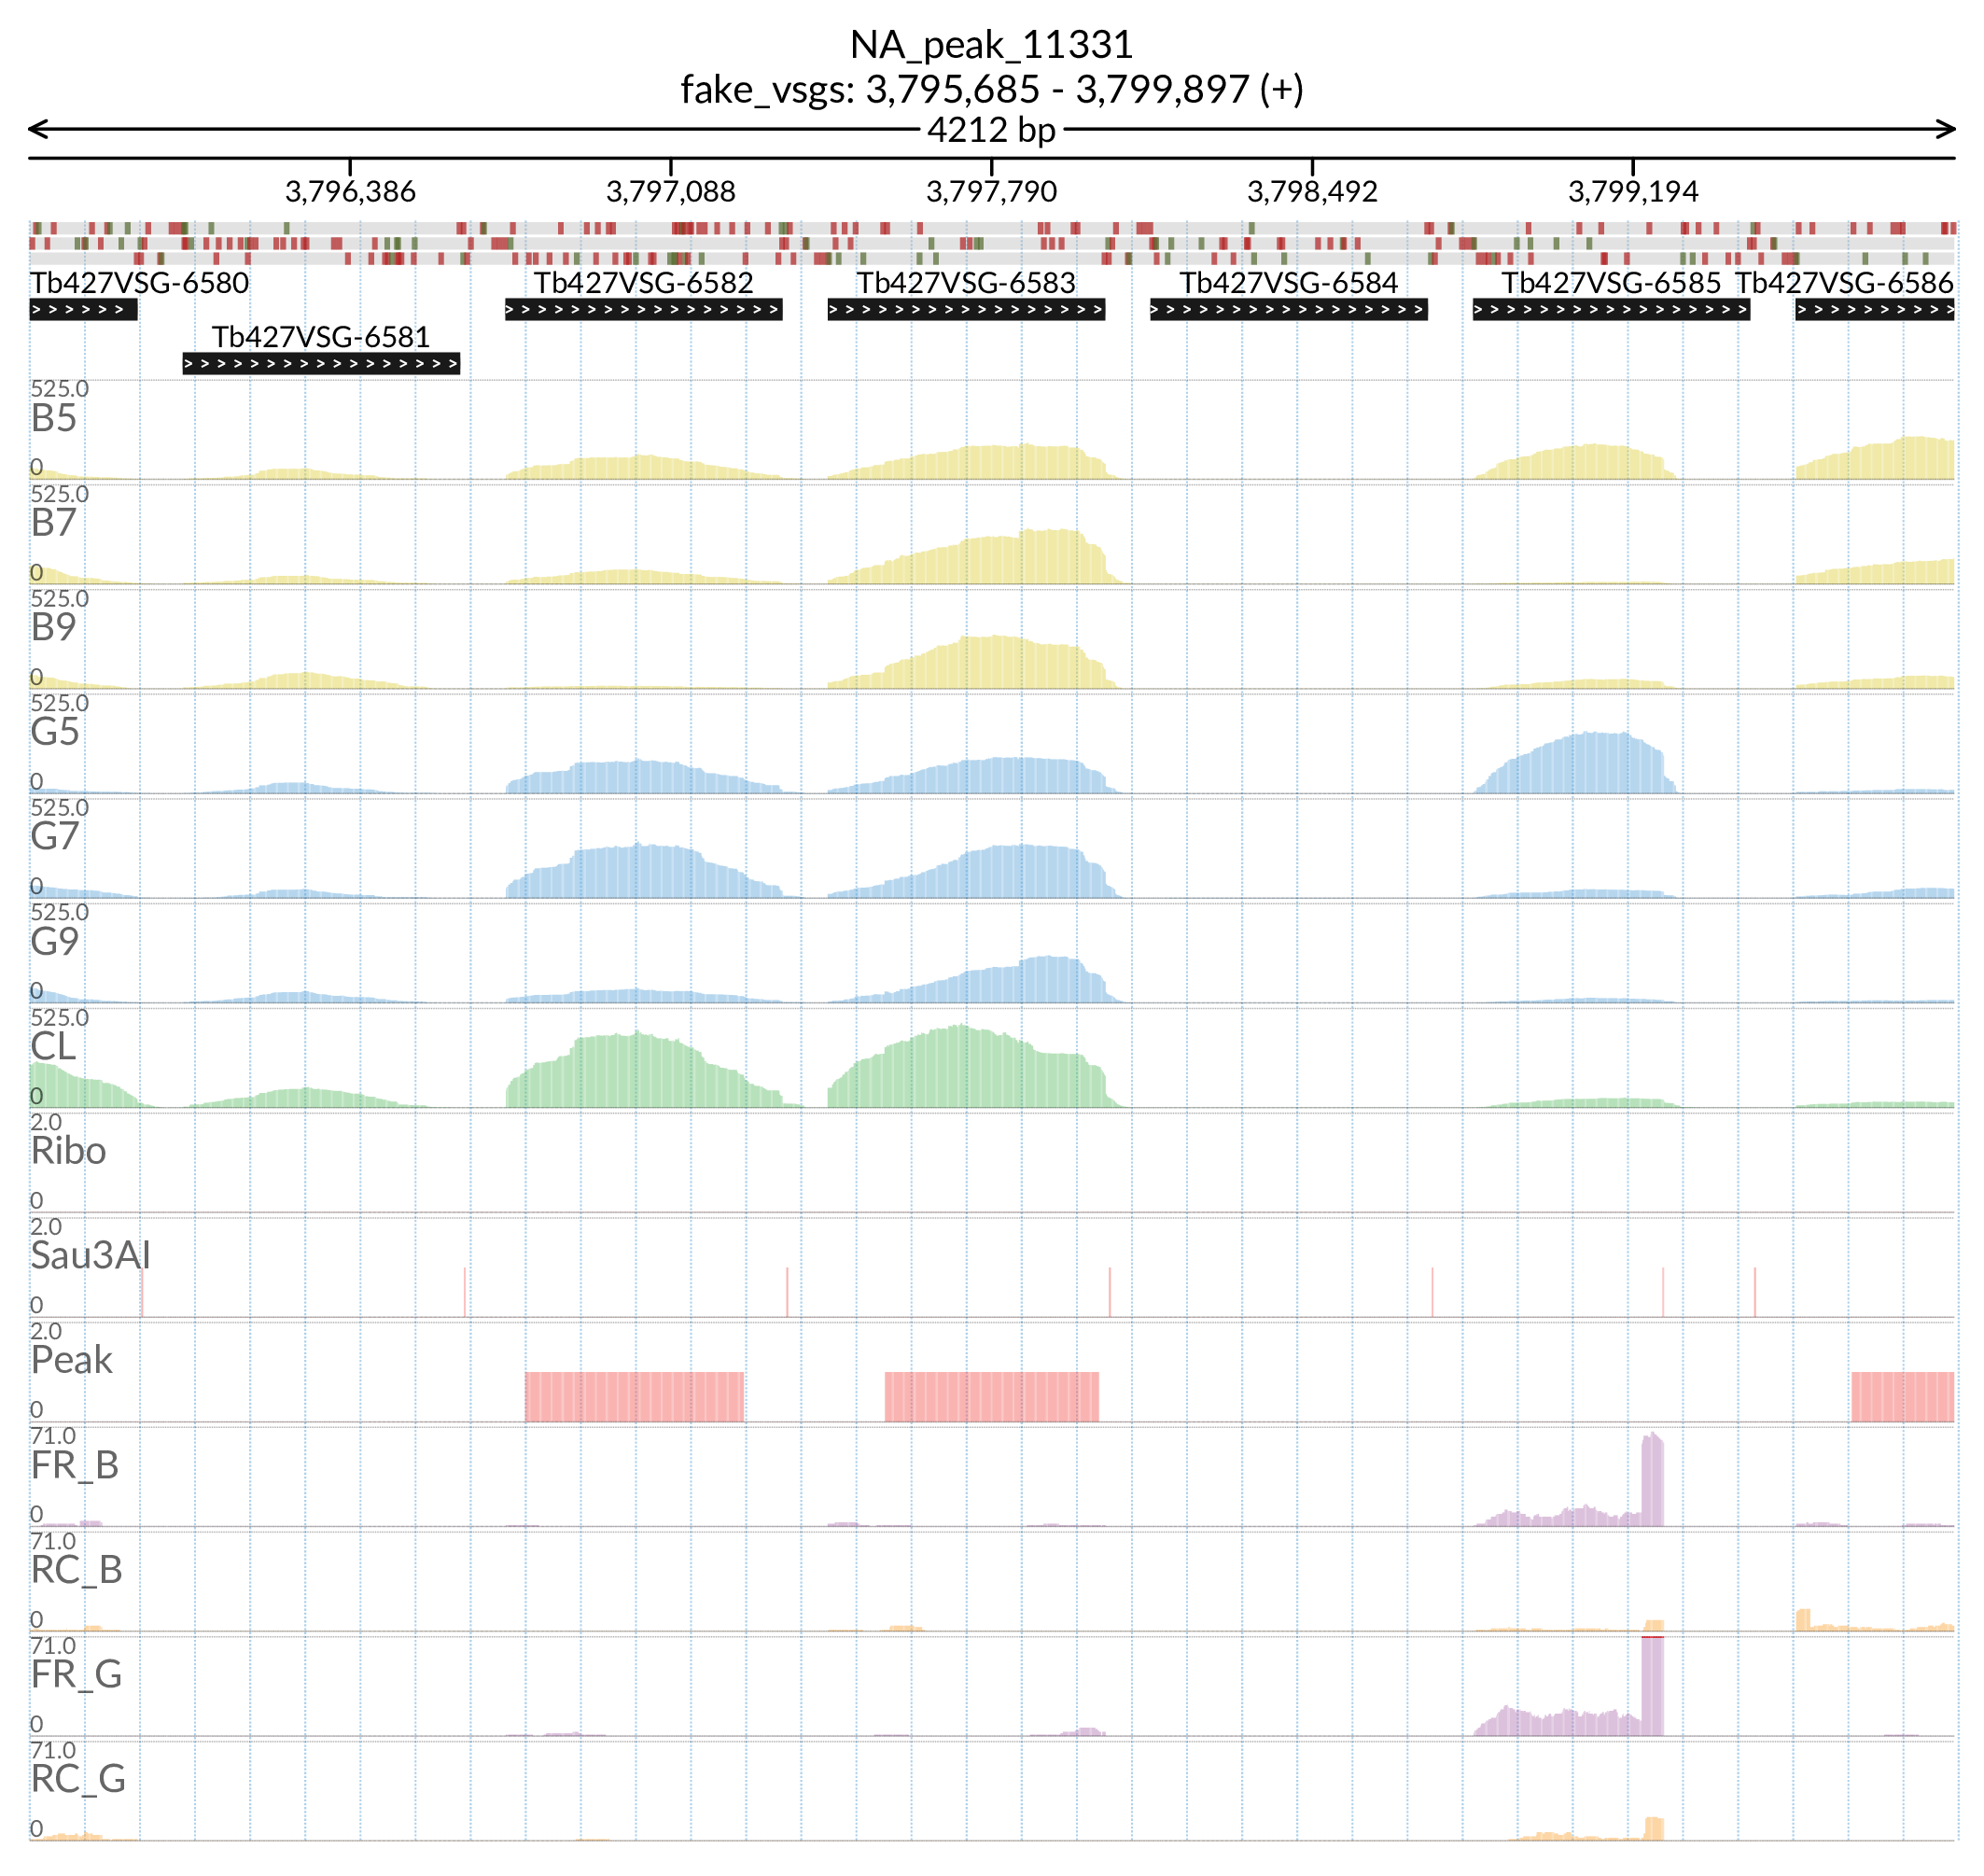 NA_peak_11331
fake_vsgs: 3,795,685 - 3,799,897 (+)
4212 bp
3,796,386 3,797,088 3,797,790 3,798,492 3,799,194
Tb427VSG-6580 Tb427VSG-6582 Tb427VSG-6583 Tb427VSG-6584 Tb427VSG-6585 Tb427VSG-6586
Tb427VSG-6581
525.0
B5
0
525.0
B7
0
525.0
B9
0
525.0
G5
0
525.0
G7
0
525.0
G9
0
525.0
CL
0
2.0
Ribo
0
2.0
Sau3AI
0
2.0
Peak
0
71.0
FR_B
0
71.0
RC_B
0
71.0
FR_G
0
71.0
RC_G
0